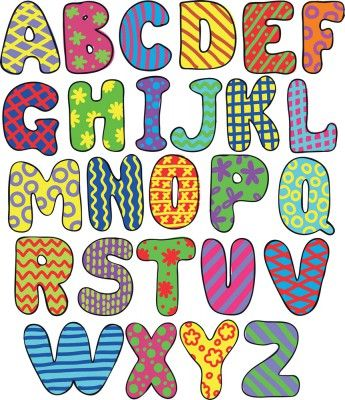 ABCDEF
GHIJKL
MNOPQ
RSTUV
WXYZ